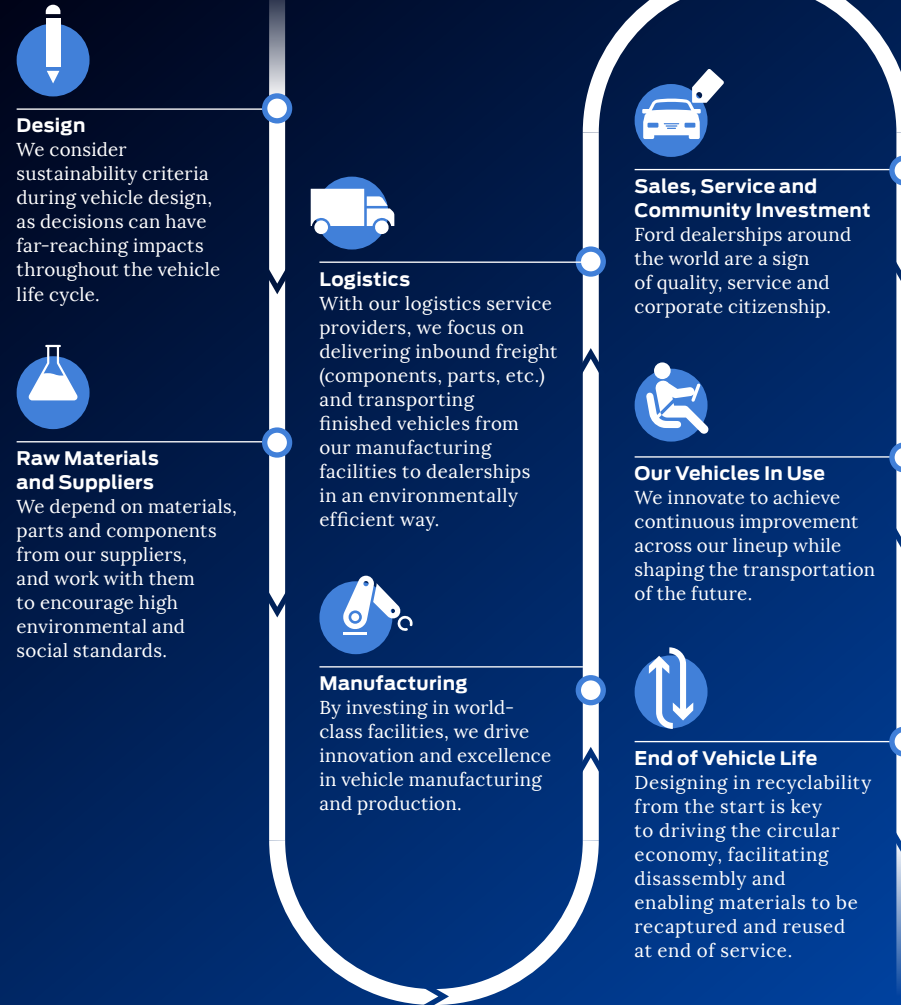 Design
We consider
sustainability criteria
during vehicle design,
as decisions can have
far-reaching impacts
throughout the vehicle
life cycle.
Raw Materials
and Suppliers
We depend on materials,
parts and components
from our suppliers,
and work with them
to encourage high
environmental and
social standards.
Manufacturing
By investing in world-
class facilities, we drive
innovation and excellence
in vehicle manufacturing
and production.
Logistics
With our logistics service
providers, we focus on
delivering inbound freight
(components, parts, etc.)
and transporting
finished vehicles from
our manufacturing
facilities to dealerships
in an environmentally
efficient way.
Sales, Service and
Community Investment
Ford dealerships around
the world are a sign
of quality, service and
corporate citizenship.
Our Vehicles In Use
We innovate to achieve
continuous improvement
across our lineup while
shaping the transportation
of the future.
End of Vehicle Life
Designing in recyclability
from the start is key
to driving the circular
economy, facilitating
disassembly and
enabling materials to be
recaptured and reused
at end of service.